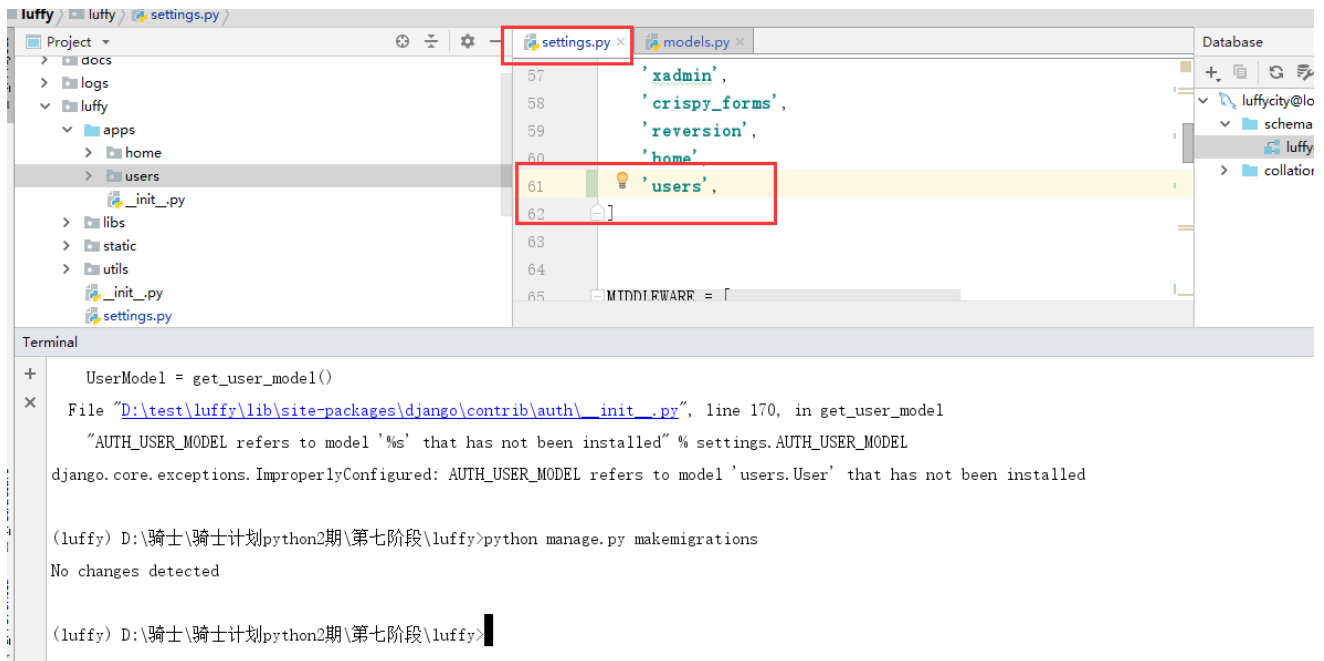 luffy luffy settings.py
Project
docs
logs
luffy
apps
home
users
__init__.py
libs
static
utils
__init__.py
settings.py
settings.py × models.py ×
57 'xadmin',
58 'crispy_forms',
59 'reversion',
60 'home',
61 'users',
62 ]
63
64
65 MIDDLEWARE = [
Database
luffycity@lo
schema
luffy
collation
Terminal
UserModel = get_user_model()
File "D:\test\luffy\lib\site-packages\django\contrib\auth\__init__.py", line 170, in get_user_model
"AUTH_USER_MODEL refers to model '%s' that has not been installed" % settings.AUTH_USER_MODEL
django.core.exceptions.ImproperlyConfigured: AUTH_USER_MODEL refers to model 'users.User' that has not been installed
(luffy) D:\骑士\骑士计划python2期\第七阶段\luffy>python manage.py makemigrations
No changes detected
(luffy) D:\骑士\骑士计划python2期\第七阶段\luffy>